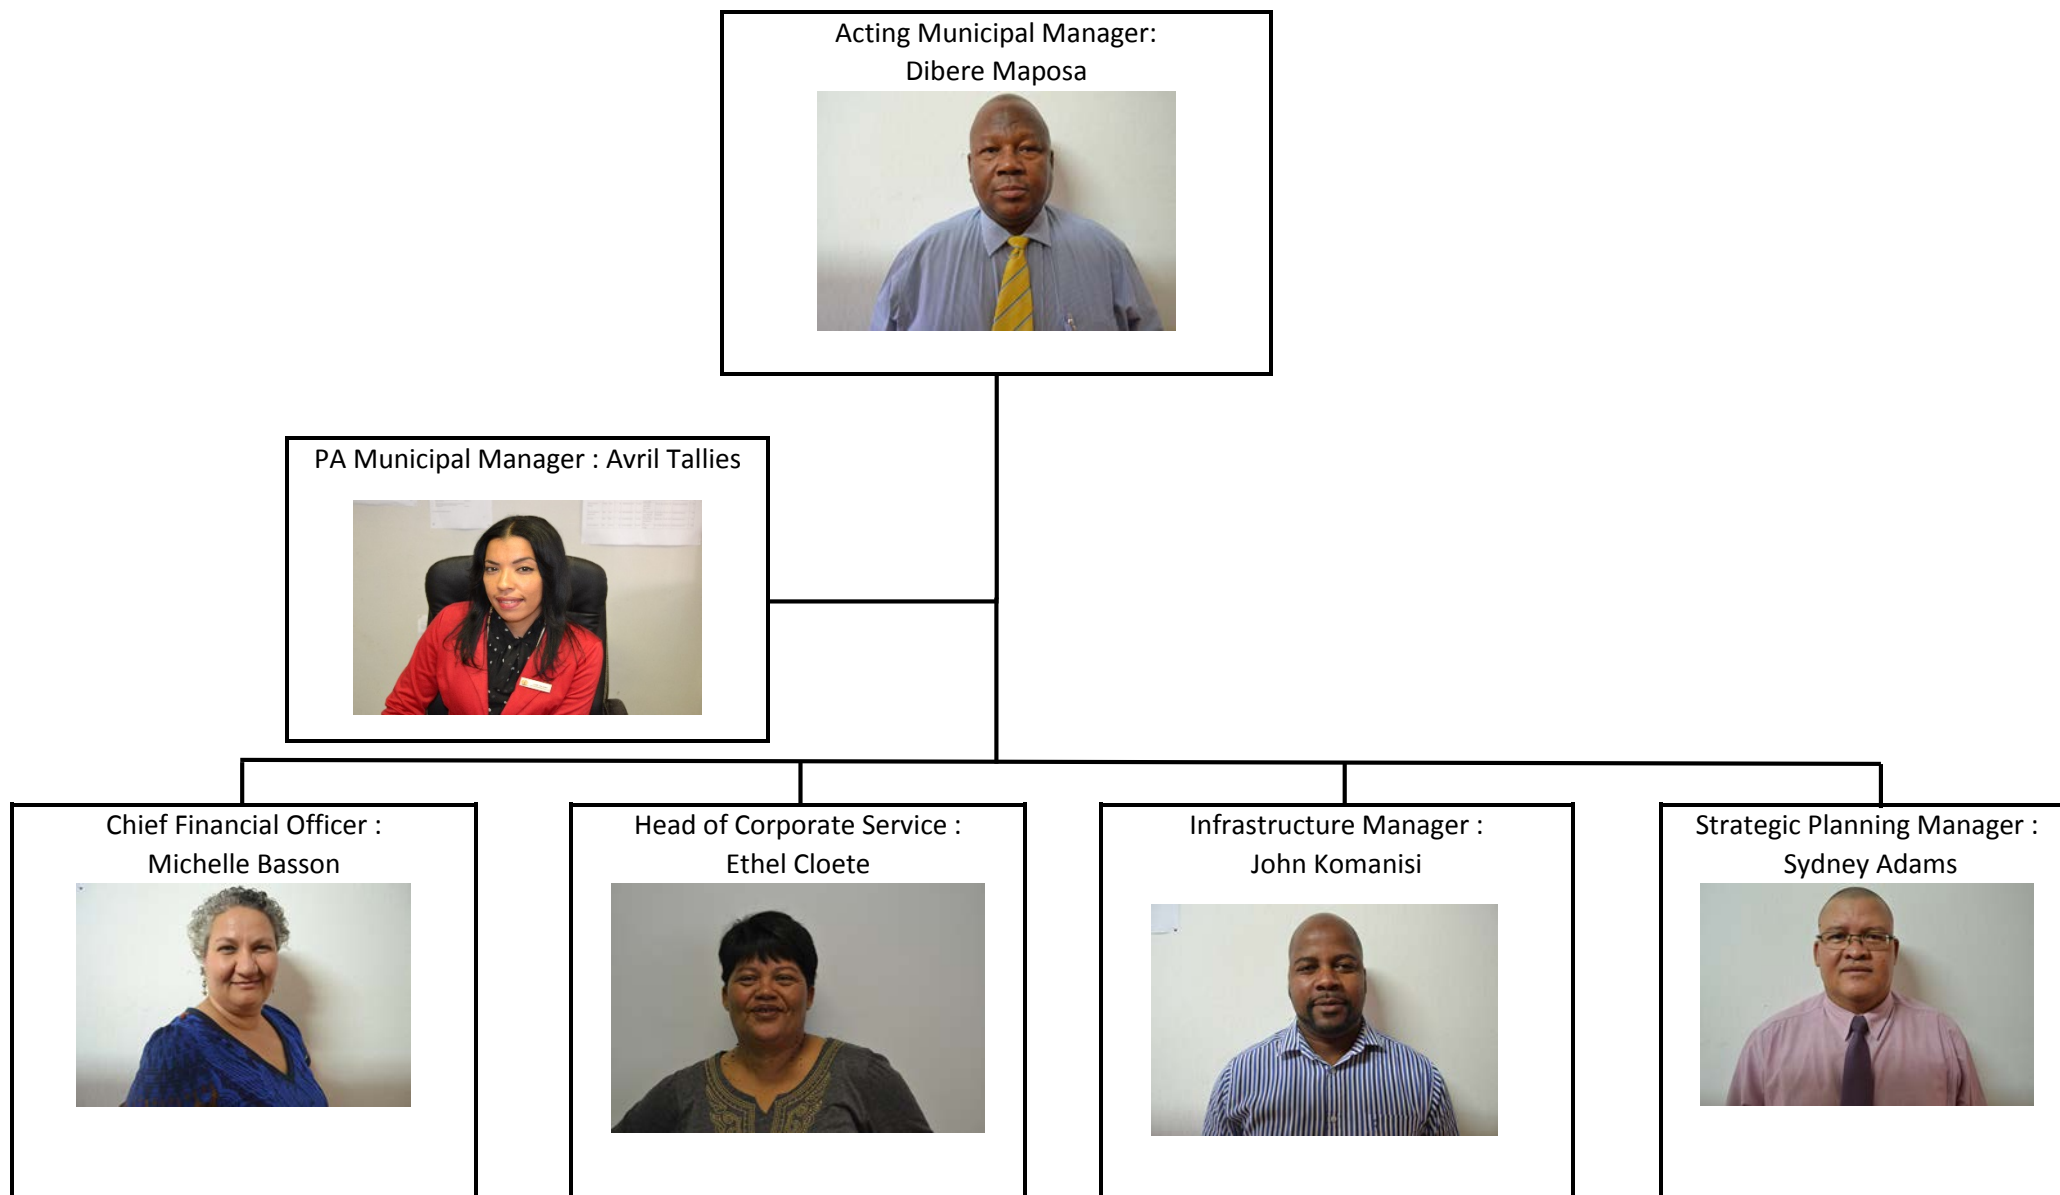 Acting Municipal Manager:
Dibere Maposa
PA Municipal Manager : Avril Tallies
Chief Financial Officer :
Michelle Basson
Head of Corporate Service :
Ethel Cloete
Infrastructure Manager :
John Komanisi
Strategic Planning Manager :
Sydney Adams